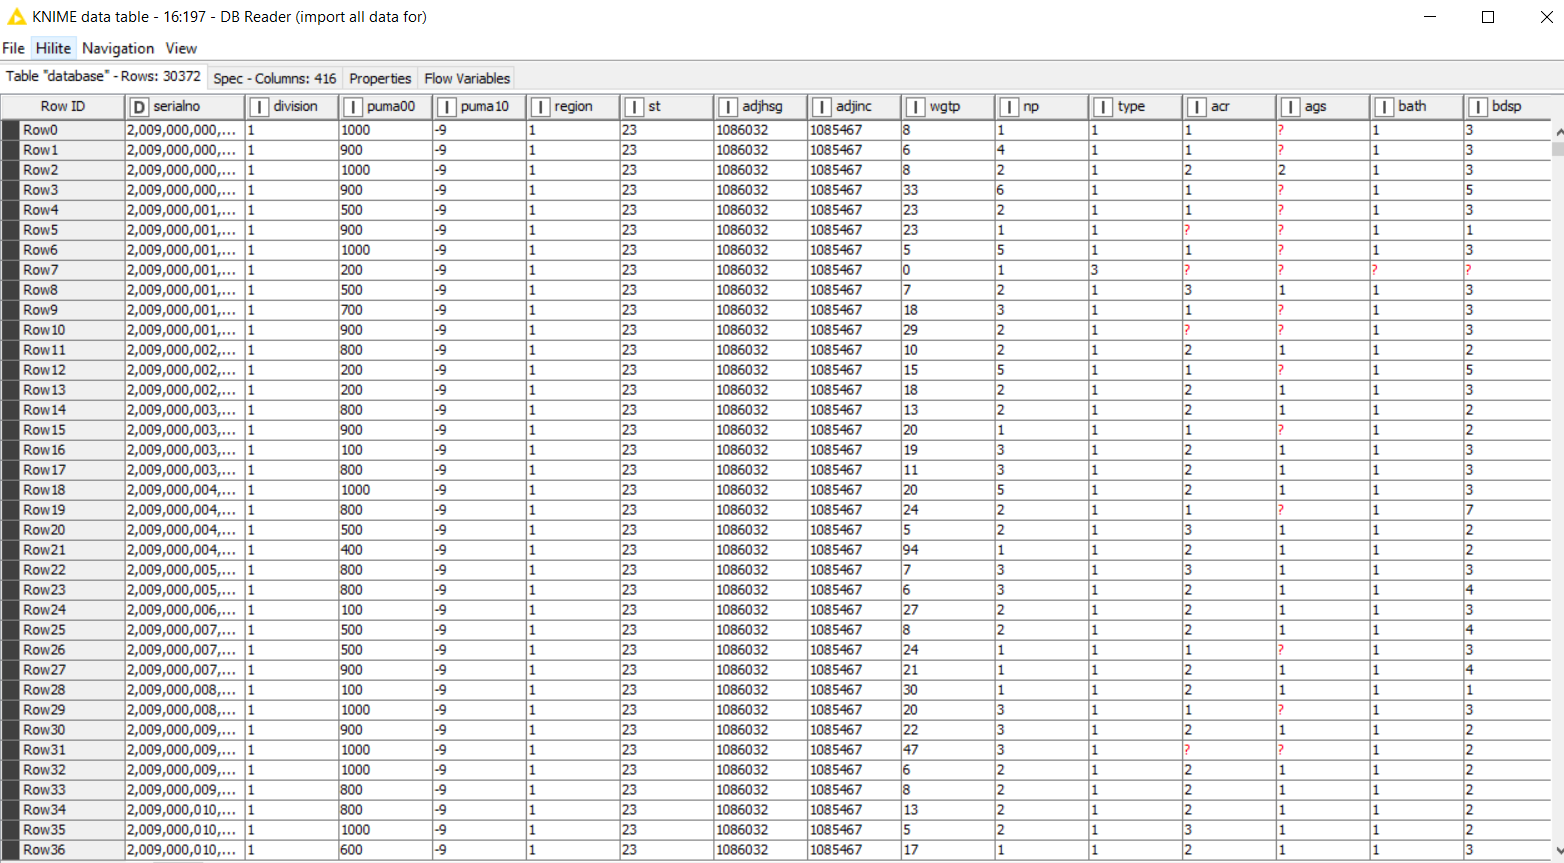 KNIME data table - 16:197 - DB Reader (import all data for)
File Hilite Navigation View
Table "database" - Rows: 30372 Spec - Columns: 416 Properties Flow Variables
Row ID D serialno I division I puma00 I puma10 I region I st I adjhsg I adjinc I wgtp I np I type I acr I ags I bath I bdsp
Row0 2,009,000,000,... 1 1000 -9 1 23 1086032 1085467 8 1 1 1 ? 1 3
Row1 2,009,000,000,... 1 900 -9 1 23 1086032 1085467 6 4 1 1 ? 1 3
Row2 2,009,000,000,... 1 1000 -9 1 23 1086032 1085467 8 2 1 2 2 1 3
Row3 2,009,000,000,... 1 900 -9 1 23 1086032 1085467 33 6 1 1 ? 1 5
Row4 2,009,000,001,... 1 500 -9 1 23 1086032 1085467 23 2 1 1 ? 1 3
Row5 2,009,000,001,... 1 900 -9 1 23 1086032 1085467 23 1 1 ? ? 1 1
Row6 2,009,000,001,... 1 1000 -9 1 23 1086032 1085467 5 5 1 1 ? 1 3
Row7 2,009,000,001,... 1 200 -9 1 23 1086032 1085467 0 1 3 ? ? ? ?
Row8 2,009,000,001,... 1 500 -9 1 23 1086032 1085467 7 2 1 3 1 1 3
Row9 2,009,000,001,... 1 700 -9 1 23 1086032 1085467 18 3 1 1 ? 1 3
Row10 2,009,000,001,... 1 900 -9 1 23 1086032 1085467 29 2 1 ? ? 1 3
Row11 2,009,000,002,... 1 800 -9 1 23 1086032 1085467 10 2 1 2 1 1 2
Row12 2,009,000,002,... 1 200 -9 1 23 1086032 1085467 15 5 1 1 ? 1 5
Row13 2,009,000,002,... 1 200 -9 1 23 1086032 1085467 18 2 1 2 1 1 3
Row14 2,009,000,003,... 1 800 -9 1 23 1086032 1085467 13 2 1 2 1 1 2
Row15 2,009,000,003,... 1 900 -9 1 23 1086032 1085467 20 1 1 1 ? 1 2
Row16 2,009,000,003,... 1 100 -9 1 23 1086032 1085467 19 3 1 2 1 1 3
Row17 2,009,000,003,... 1 800 -9 1 23 1086032 1085467 11 3 1 2 1 1 3
Row18 2,009,000,004,... 1 1000 -9 1 23 1086032 1085467 20 5 1 2 1 1 3
Row19 2,009,000,004,... 1 800 -9 1 23 1086032 1085467 24 2 1 1 ? 1 7
Row20 2,009,000,004,... 1 500 -9 1 23 1086032 1085467 5 2 1 3 1 1 2
Row21 2,009,000,004,... 1 400 -9 1 23 1086032 1085467 94 1 1 2 1 1 2
Row22 2,009,000,005,... 1 800 -9 1 23 1086032 1085467 7 3 1 3 1 1 3
Row23 2,009,000,005,... 1 800 -9 1 23 1086032 1085467 6 3 1 2 1 1 4
Row24 2,009,000,006,... 1 100 -9 1 23 1086032 1085467 27 2 1 2 1 1 3
Row25 2,009,000,007,... 1 500 -9 1 23 1086032 1085467 8 2 1 2 1 1 4
Row26 2,009,000,007,... 1 500 -9 1 23 1086032 1085467 24 1 1 1 ? 1 3
Row27 2,009,000,007,... 1 900 -9 1 23 1086032 1085467 21 1 1 2 1 1 4
Row28 2,009,000,008,... 1 100 -9 1 23 1086032 1085467 30 1 1 2 1 1 1
Row29 2,009,000,008,... 1 1000 -9 1 23 1086032 1085467 20 3 1 1 ? 1 3
Row30 2,009,000,009,... 1 900 -9 1 23 1086032 1085467 22 3 1 2 1 1 2
Row31 2,009,000,009,... 1 1000 -9 1 23 1086032 1085467 47 3 1 ? ? 1 2
Row32 2,009,000,009,... 1 1000 -9 1 23 1086032 1085467 6 2 1 2 1 1 2
Row33 2,009,000,009,... 1 800 -9 1 23 1086032 1085467 8 2 1 2 1 1 2
Row34 2,009,000,010,... 1 800 -9 1 23 1086032 1085467 13 2 1 2 1 1 2
Row35 2,009,000,010,... 1 1000 -9 1 23 1086032 1085467 5 2 1 3 1 1 2
Row36 2,009,000,010,... 1 600 -9 1 23 1086032 1085467 17 1 1 2 1 1 3